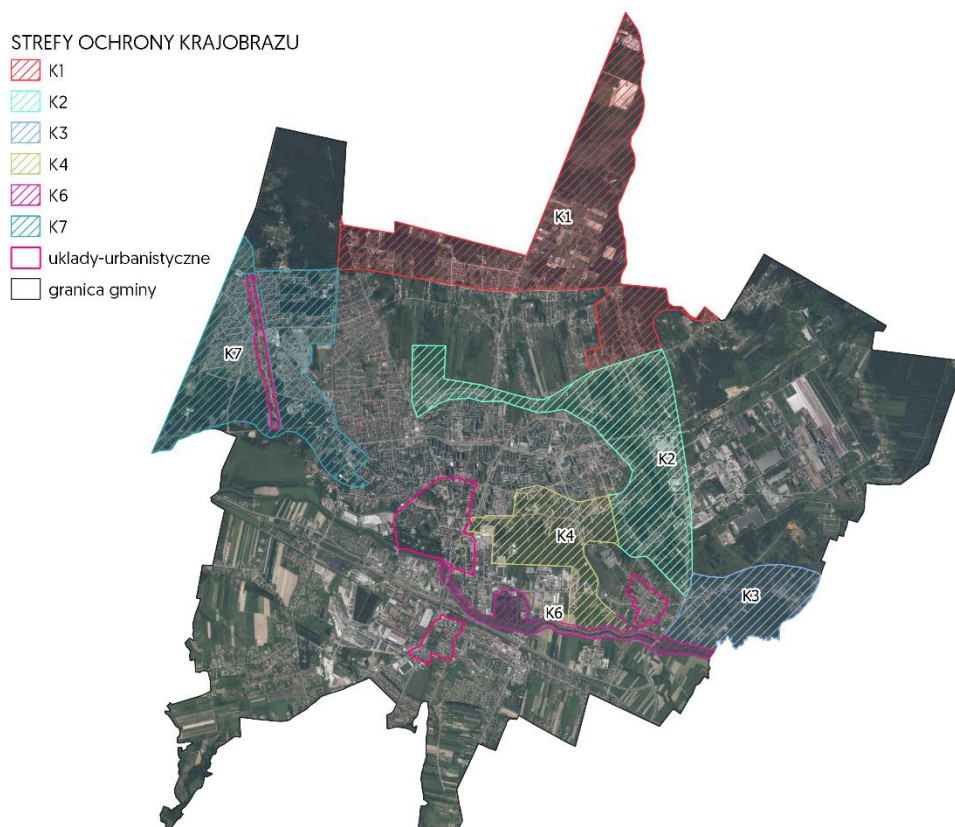 STREFY OCHRONY KRAJOBRAZU
K1
K2
K3
K4
K6
K7
uklady-urbanistyczne
granica gminy
K1
K7
K2
K4
K3
K6